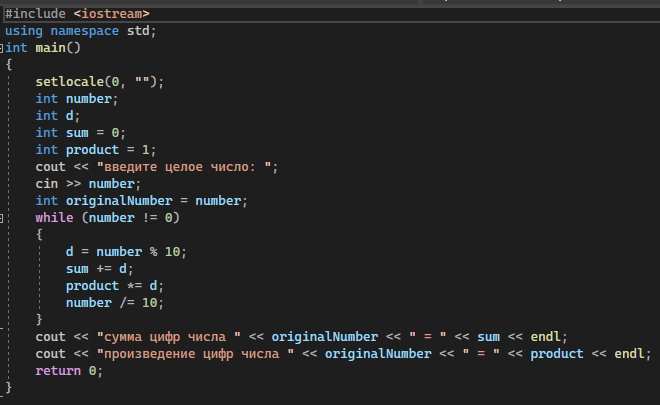 #include <iostream>
using namespace std;
int main()
{
    setlocale(0, "");
    int number;
    int d;
    int sum = 0;
    int product = 1;
    cout << "введите целое число: ";
    cin >> number;
    int originalNumber = number;
    while (number != 0)
    {
        d = number % 10;
        sum += d;
        product *= d;
        number /= 10;
    }
    cout << "сумма цифр числа " << originalNumber << " = " << sum << endl;
    cout << "произведение цифр числа " << originalNumber << " = " << product << endl;
    return 0;
}